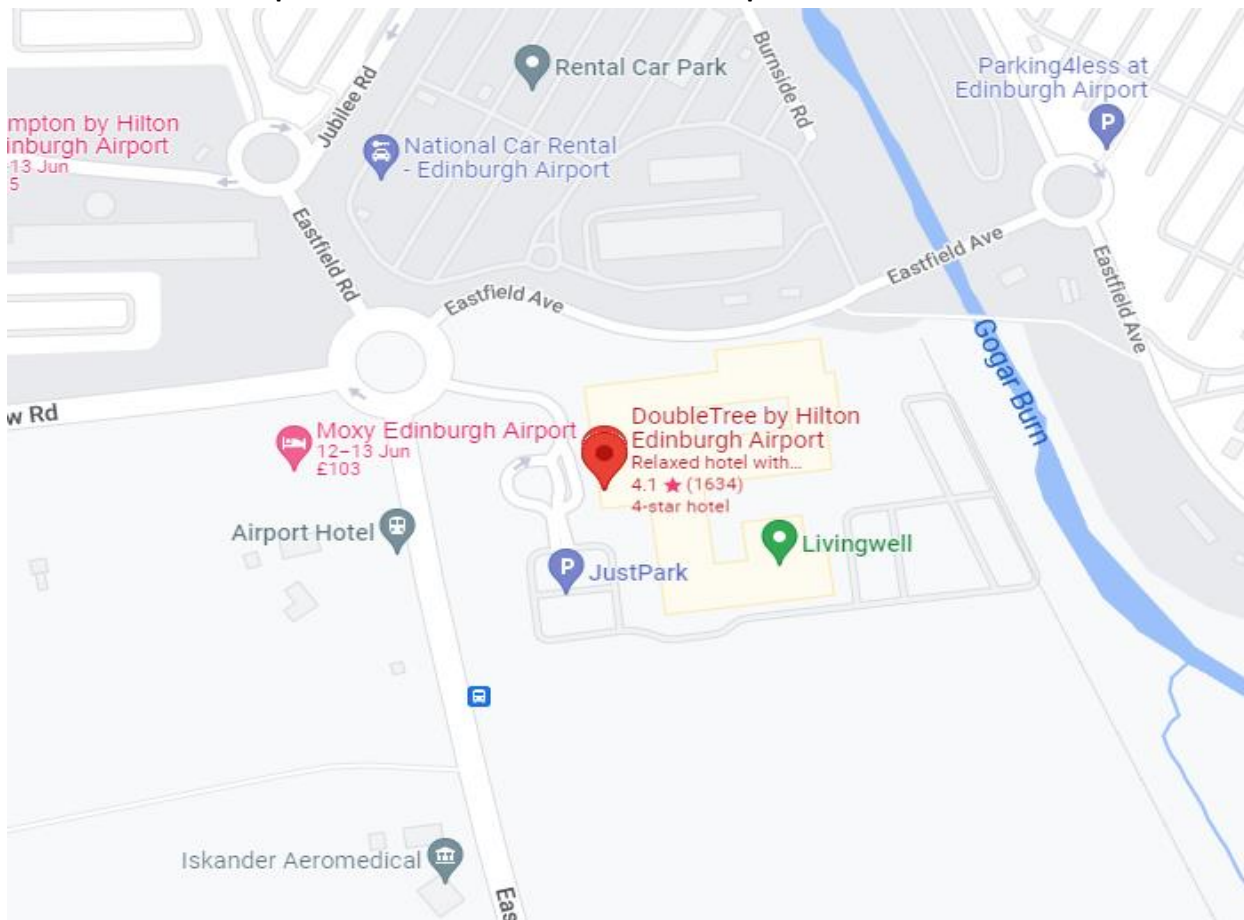 Jubilee Rd
Rental Car Park
Burnside Rd
Parking4less at
Edinburgh Airport
P
mpton by Hilton
inburgh Airport
-13 Jun
5
National Car Rental
- Edinburgh Airport
Eastfield Rd
Eastfield Ave
Eastfield Ave
Eastfield Ave
Gogar Burn
w Rd
Moxy Edinburgh Airport
12–13 Jun
£103
DoubleTree by Hilton
Edinburgh Airport
Relaxed hotel with...
4.1 ★ (1634)
4-star hotel
Airport Hotel
Livingwell
P
JustPark
Iskander Aeromedical
Eas